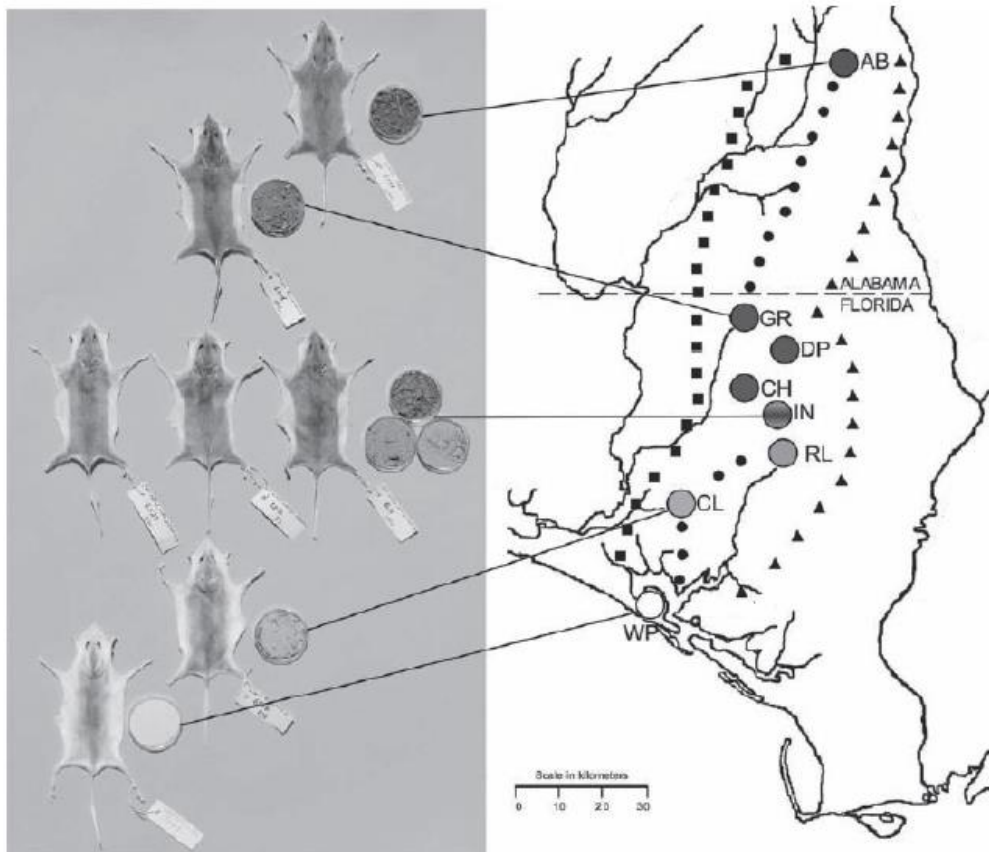 AB
ALABAMA
FLORIDA
GR
DP
CH
IN
RL
CL
WP
Scale in kilometers
0 10 20 30